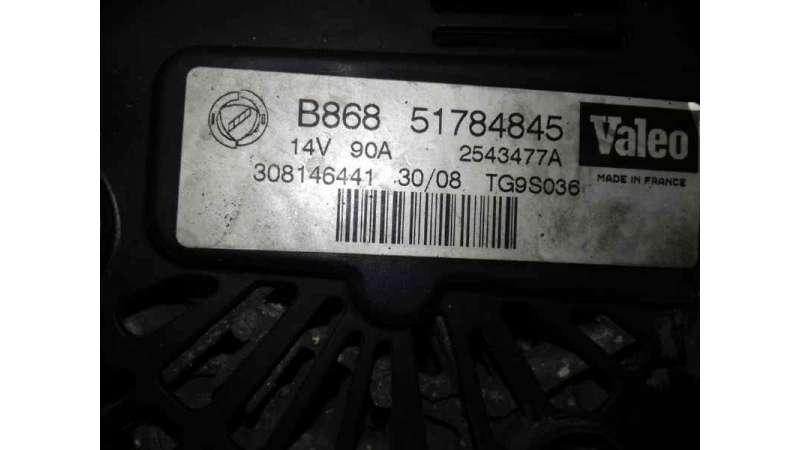 B868 51784845
14V 90A 2543477A
308146441 30/08 TG9S036
Valeo
MADE IN FRANCE